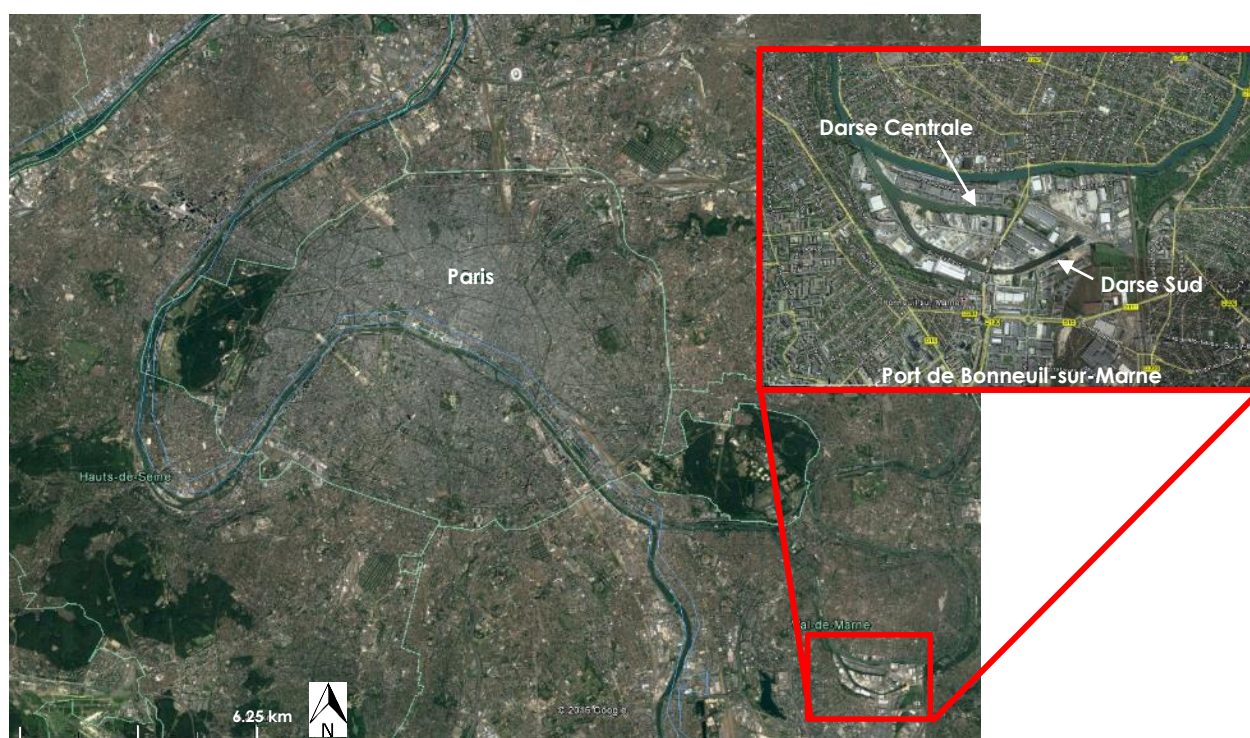 Darse Centrale
Paris
Darse Sud
Port de Bonneuil-sur-Marne
Hauts-de-Seine
al-de-Marne
6.25 km
N
© 2016 Google